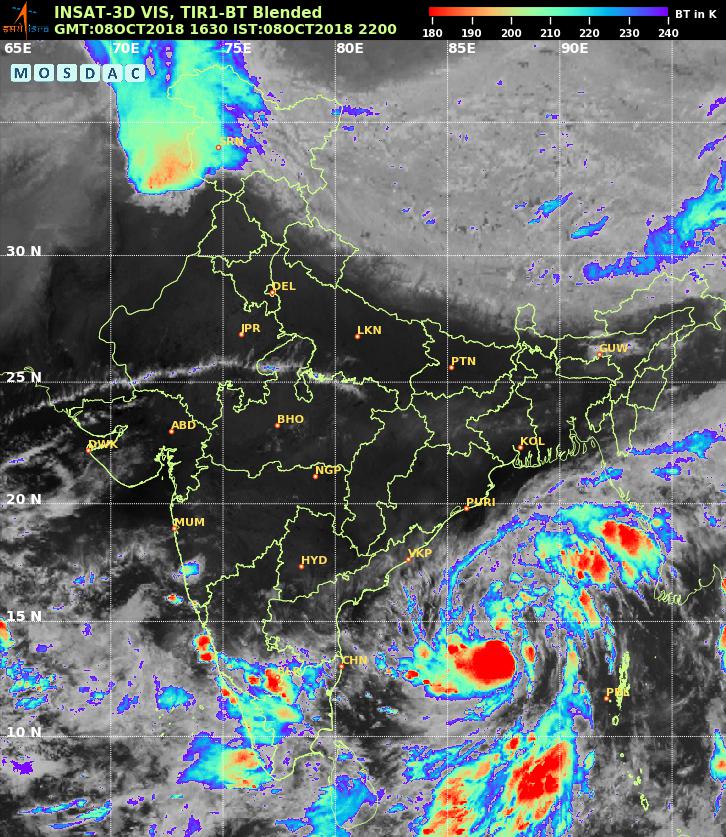 INSAT-3D VIS, TIR1-BT Blended
GMT:08OCT2018 1630 IST:08OCT2018 2200
BT in K
180 190 200 210 220 230 240
65E 70E 75E 80E 85E 90E
MOSDAC
SRN
30 N
DEL
JPR
LKN
GUW
PTN
25 N
ABD
BHO
KOL
DWK
NGP
20 N
PURI
MUM
VKP
HYD
15 N
CHN
PBL
10 N